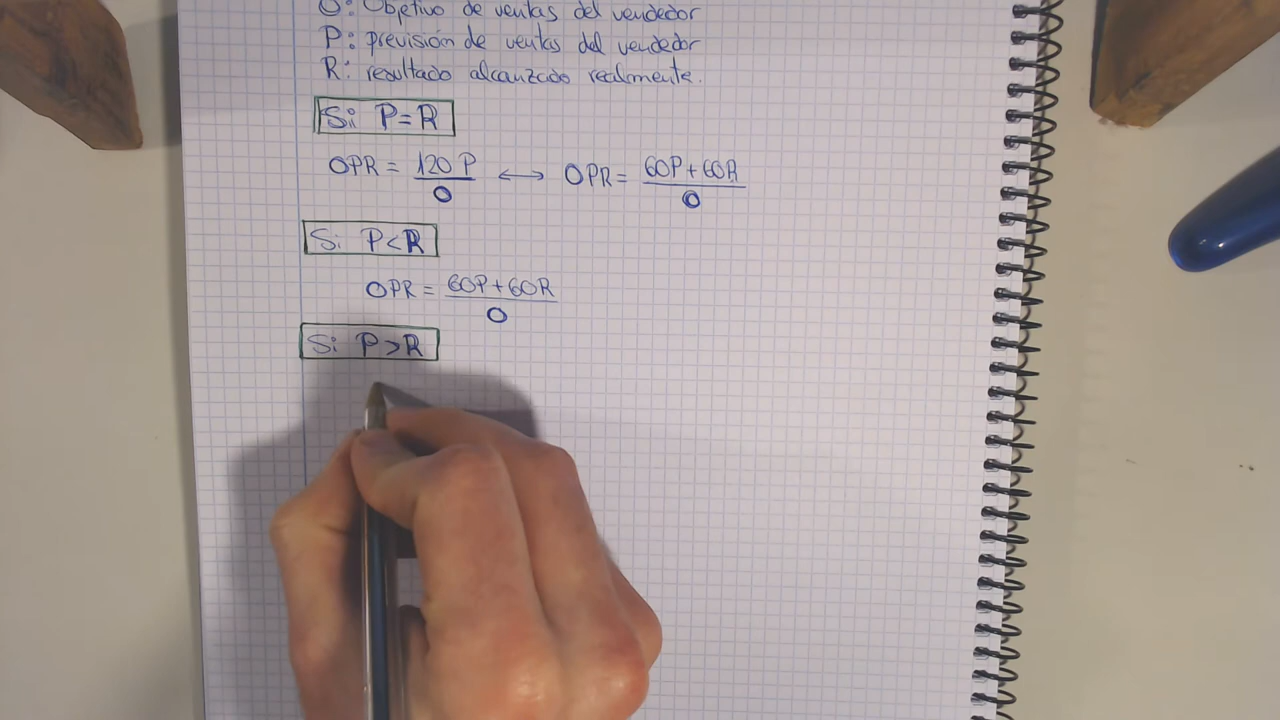 O: Objetivo de ventas del vendedor
P: previsión de ventas del vendedor
R: resultado alcanzado realmente.
Si P=R
OPR = 120P/O ⟷ OPR = 60P+60R/O
Si P<R
OPR = 60P+60R/O
Si P>R